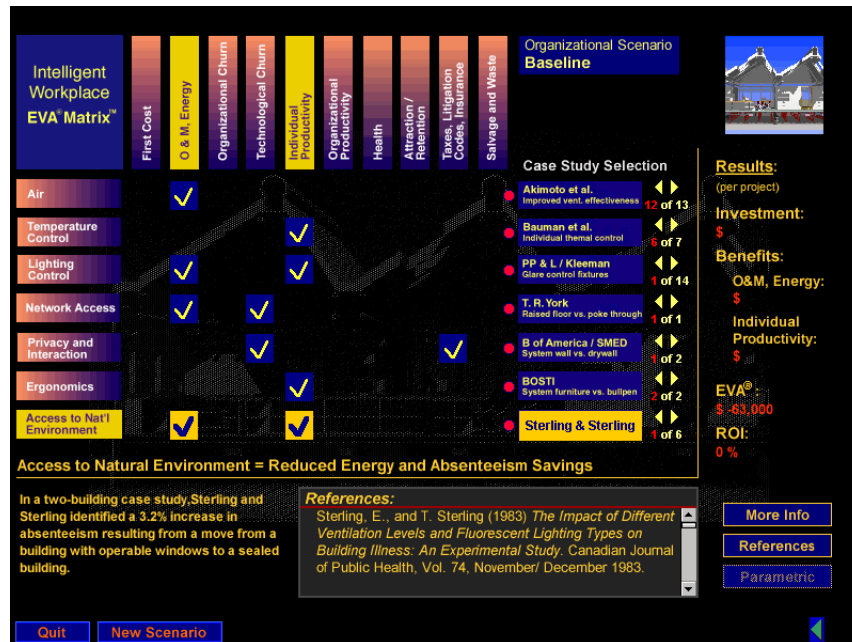 Intelligent
Workplace
EVA® Matrix™
First Cost
O & M, Energy
Organizational Churn
Technological Churn
Individual
Productivity
Organizational
Productivity
Health
Attraction /
Retention
Taxes, Litigation
Codes, Insurance
Salvage and Waste
Organizational Scenario
Baseline
Case Study Selection
Air
Akimoto et al.
Improved vent. effectiveness
12 of 13
Temperature
Control
Bauman et al.
Individual themal control
6 of 7
Lighting
Control
PP & L / Kleeman
Glare control fixtures
1 of 14
Network Access
T. R. York
Raised floor vs. poke through
1 of 1
Privacy and
Interaction
B of America / SMED
System wall vs. drywall
1 of 2
Ergonomics
BOSTI
System furniture vs. bullpen
2 of 2
Access to Nat'l
Environment
Sterling & Sterling
1 of 6
Results:
(per project)
Investment:
$
Benefits:
O&M, Energy:
$
Individual
Productivity:
$
EVA® :
$ -63,000
ROI:
0 %
Access to Natural Environment = Reduced Energy and Absenteeism Savings
In a two-building case study,Sterling and
Sterling identified a 3.2% increase in
absenteeism resulting from a move from a
building with operable windows to a sealed
building.
References:
Sterling, E., and T. Sterling (1983) The Impact of Different
Ventilation Levels and Fluorescent Lighting Types on
Building Illness: An Experimental Study. Canadian Journal
of Public Health, Vol. 74, November/ December 1983.
More Info
References
Parametric
Quit
New Scenario